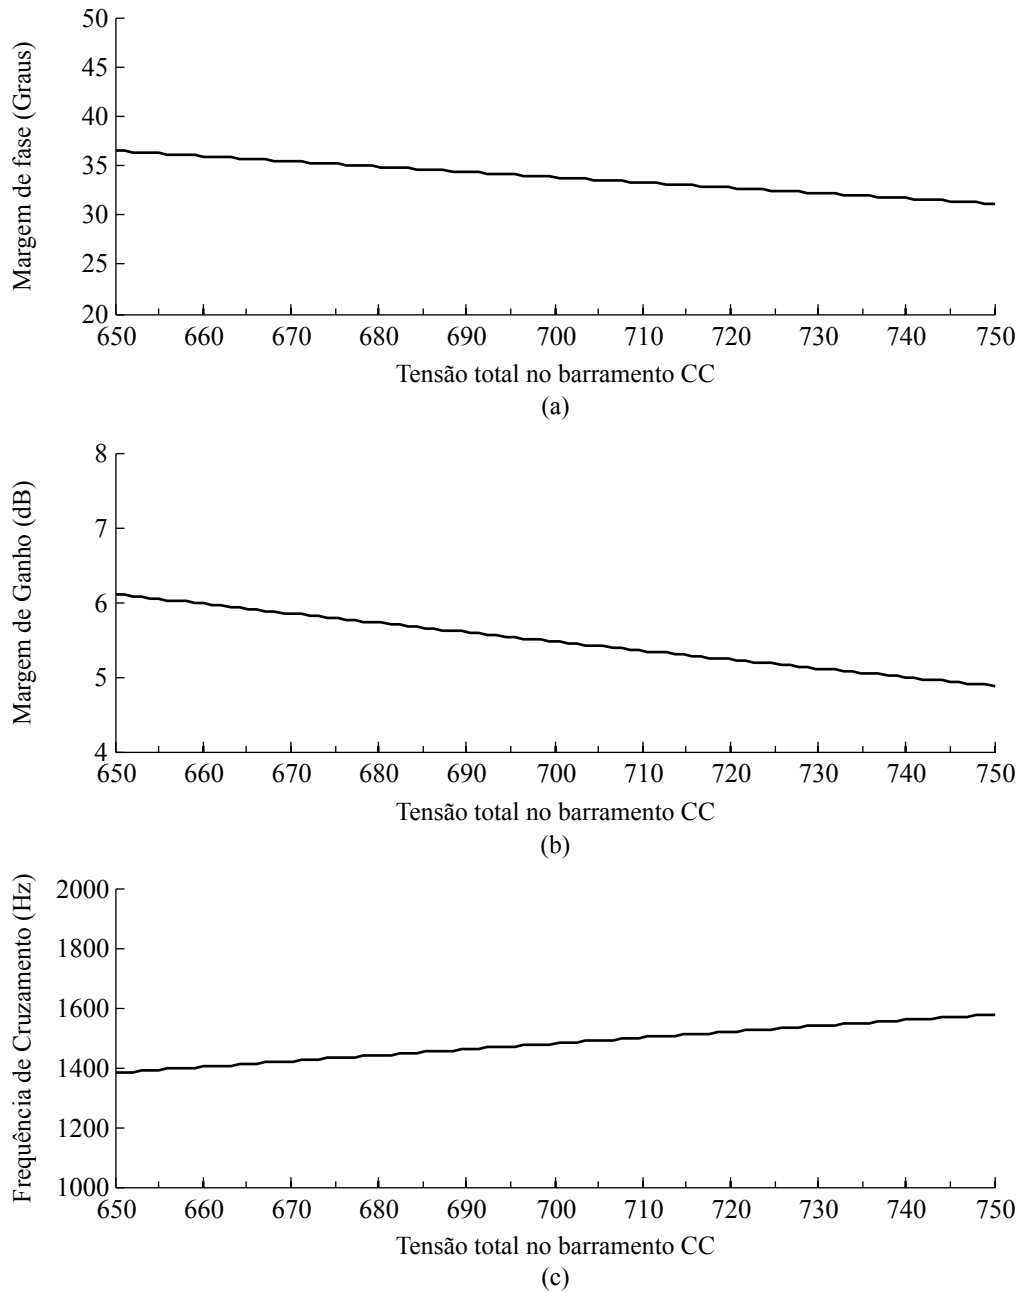 Margem de fase (Graus)
50
45
40
35
30
25
20
650 660 670 680 690 700 710 720 730 740 750
Tensão total no barramento CC
(a)
Margem de Ganho (dB)
8
7
6
5
4
650 660 670 680 690 700 710 720 730 740 750
Tensão total no barramento CC
(b)
Frequência de Cruzamento (Hz)
2000
1800
1600
1400
1200
1000
650 660 670 680 690 700 710 720 730 740 750
Tensão total no barramento CC
(c)